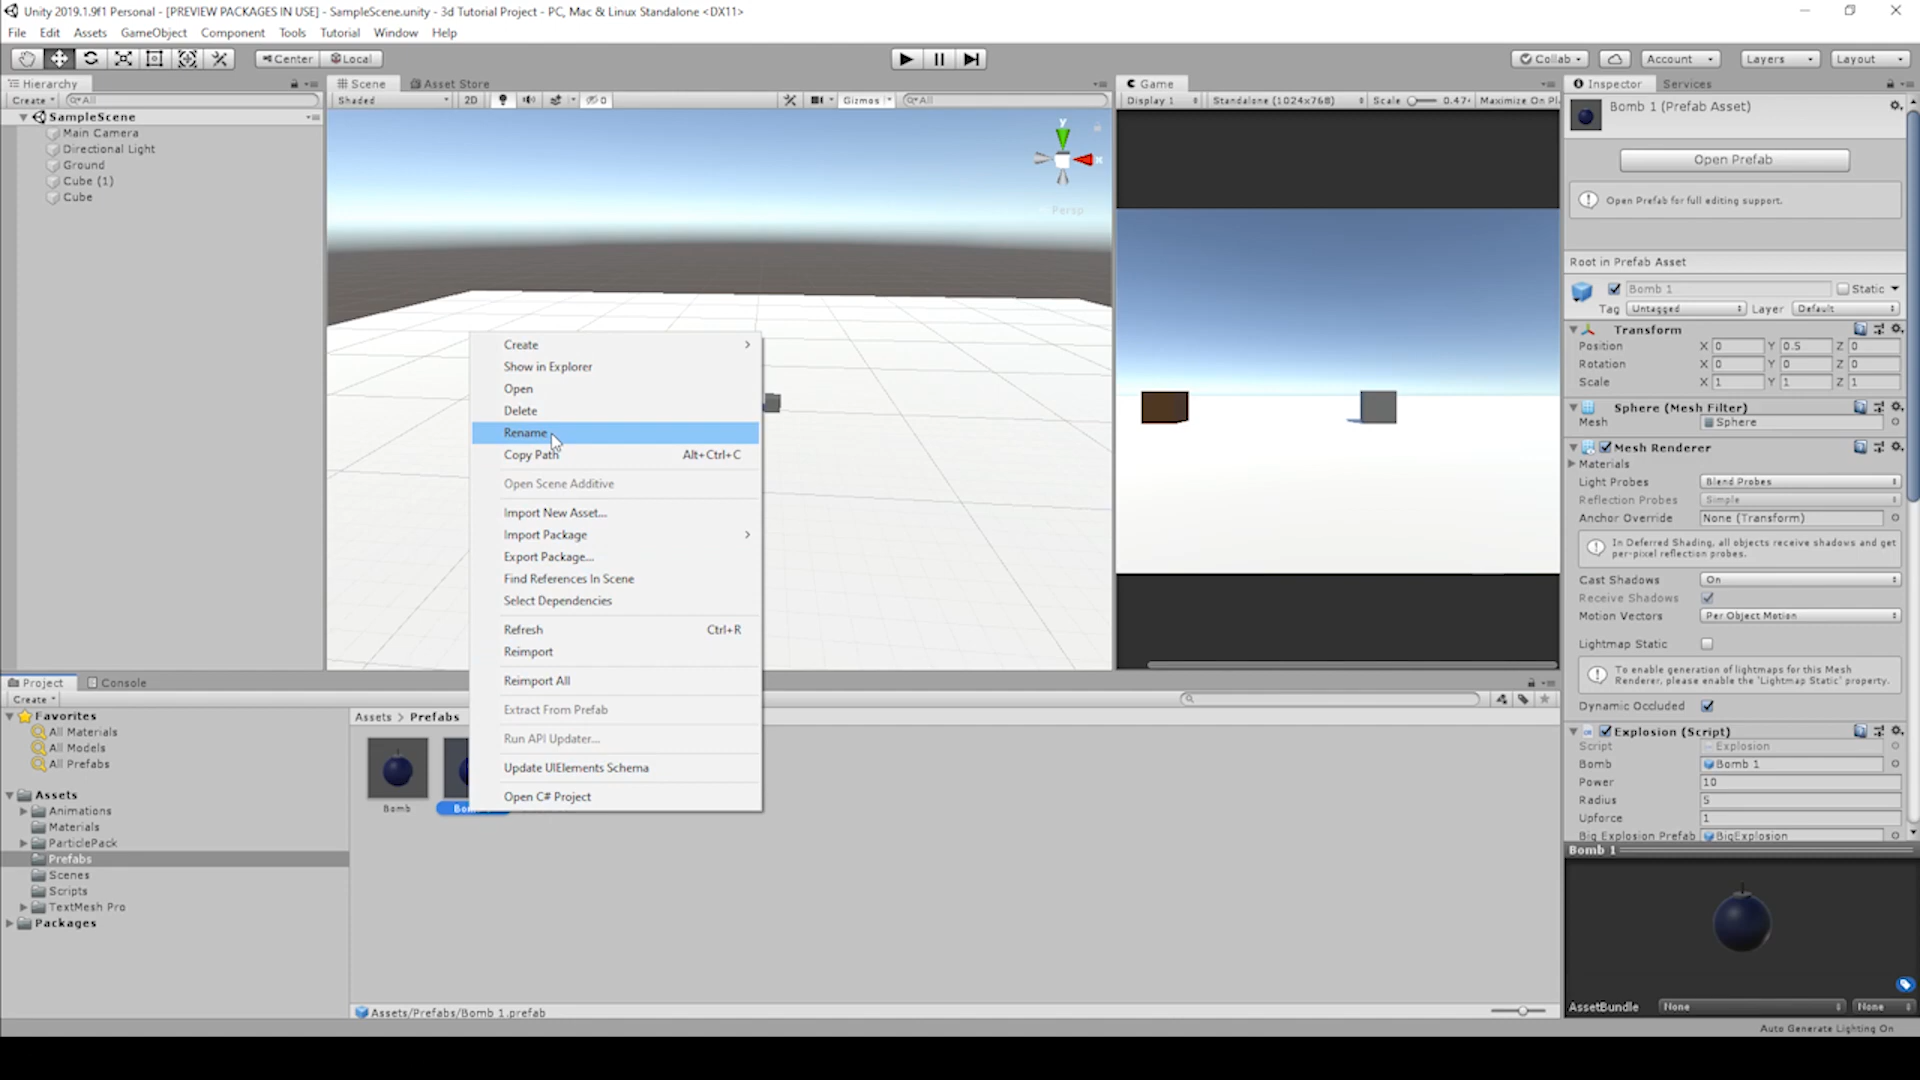 Unity 2019.1.9f1 Personal - [PREVIEW PACKAGES IN USE] - SampleScene.unity - 3d Tutorial Project - PC, Mac & Linux Standalone <DX11>
File Edit Assets GameObject Component Tools Tutorial Window Help
Center Local Collab Account Layers Layout
Hierarchy
Create All
SampleScene
Main Camera
Directional Light
Ground
Cube (1)
Cube
Scene Asset Store
Shaded 2D 0 Gizmos All
y
x
Persp
Game
Display 1 Standalone (1024x768) Scale 0.47 Maximize On Pl
Create
Show in Explorer
Open
Delete
Rename
Copy Path Alt+Ctrl+C
Open Scene Additive
Import New Asset...
Import Package
Export Package...
Find References In Scene
Select Dependencies
Refresh Ctrl+R
Reimport
Reimport All
Extract From Prefab
Run API Updater...
Update UIElements Schema
Open C# Project
Inspector Services
Bomb 1 (Prefab Asset)
Open Prefab
Open Prefab for full editing support.
Root in Prefab Asset
Bomb 1 Static
Tag Untagged Layer Default
Transform
Position X 0 Y 0.5 Z 0
Rotation X 0 Y 0 Z 0
Scale X 1 Y 1 Z 1
Sphere (Mesh Filter)
Mesh Sphere
Mesh Renderer
Materials
Light Probes Blend Probes
Reflection Probes Simple
Anchor Override None (Transform)
In Deferred Shading, all objects receive shadows and get
per-pixel reflection probes.
Cast Shadows On
Receive Shadows
Motion Vectors Per Object Motion
Lightmap Static
To enable generation of lightmaps for this Mesh
Renderer, please enable the 'Lightmap Static' property.
Dynamic Occluded
Explosion (Script)
Script Explosion
Bomb Bomb 1
Power 10
Radius 5
Upforce 1
Big Explosion Prefab BigExplosion
Bomb 1
AssetBundle None None
Project Console
Create
Favorites
All Materials
All Models
All Prefabs
Assets
Animations
Materials
ParticlePack
Prefabs
Scenes
Scripts
TextMesh Pro
Packages
Assets > Prefabs
Bomb
Assets/Prefabs/Bomb 1.prefab
Auto Generate Lighting On